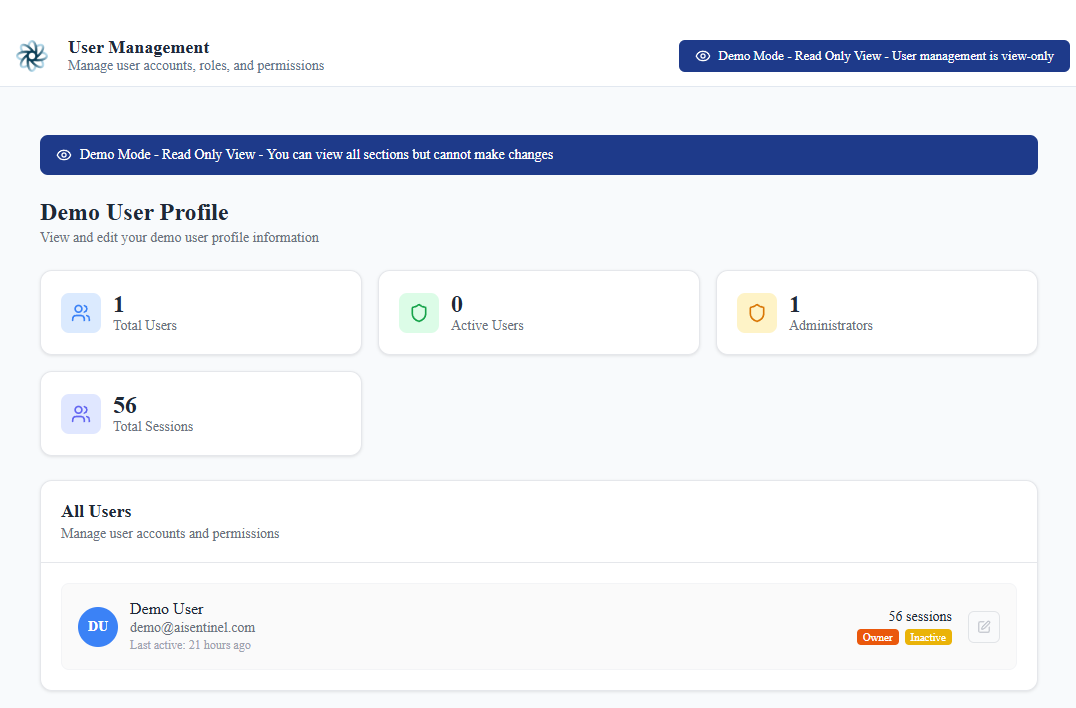 User Management
Manage user accounts, roles, and permissions
Demo Mode - Read Only View - User management is view-only
Demo Mode - Read Only View - You can view all sections but cannot make changes
Demo User Profile
View and edit your demo user profile information
1
Total Users
0
Active Users
1
Administrators
56
Total Sessions
All Users
Manage user accounts and permissions
DU
Demo User
demo@aisentinel.com
Last active: 21 hours ago
56 sessions
Owner
Inactive